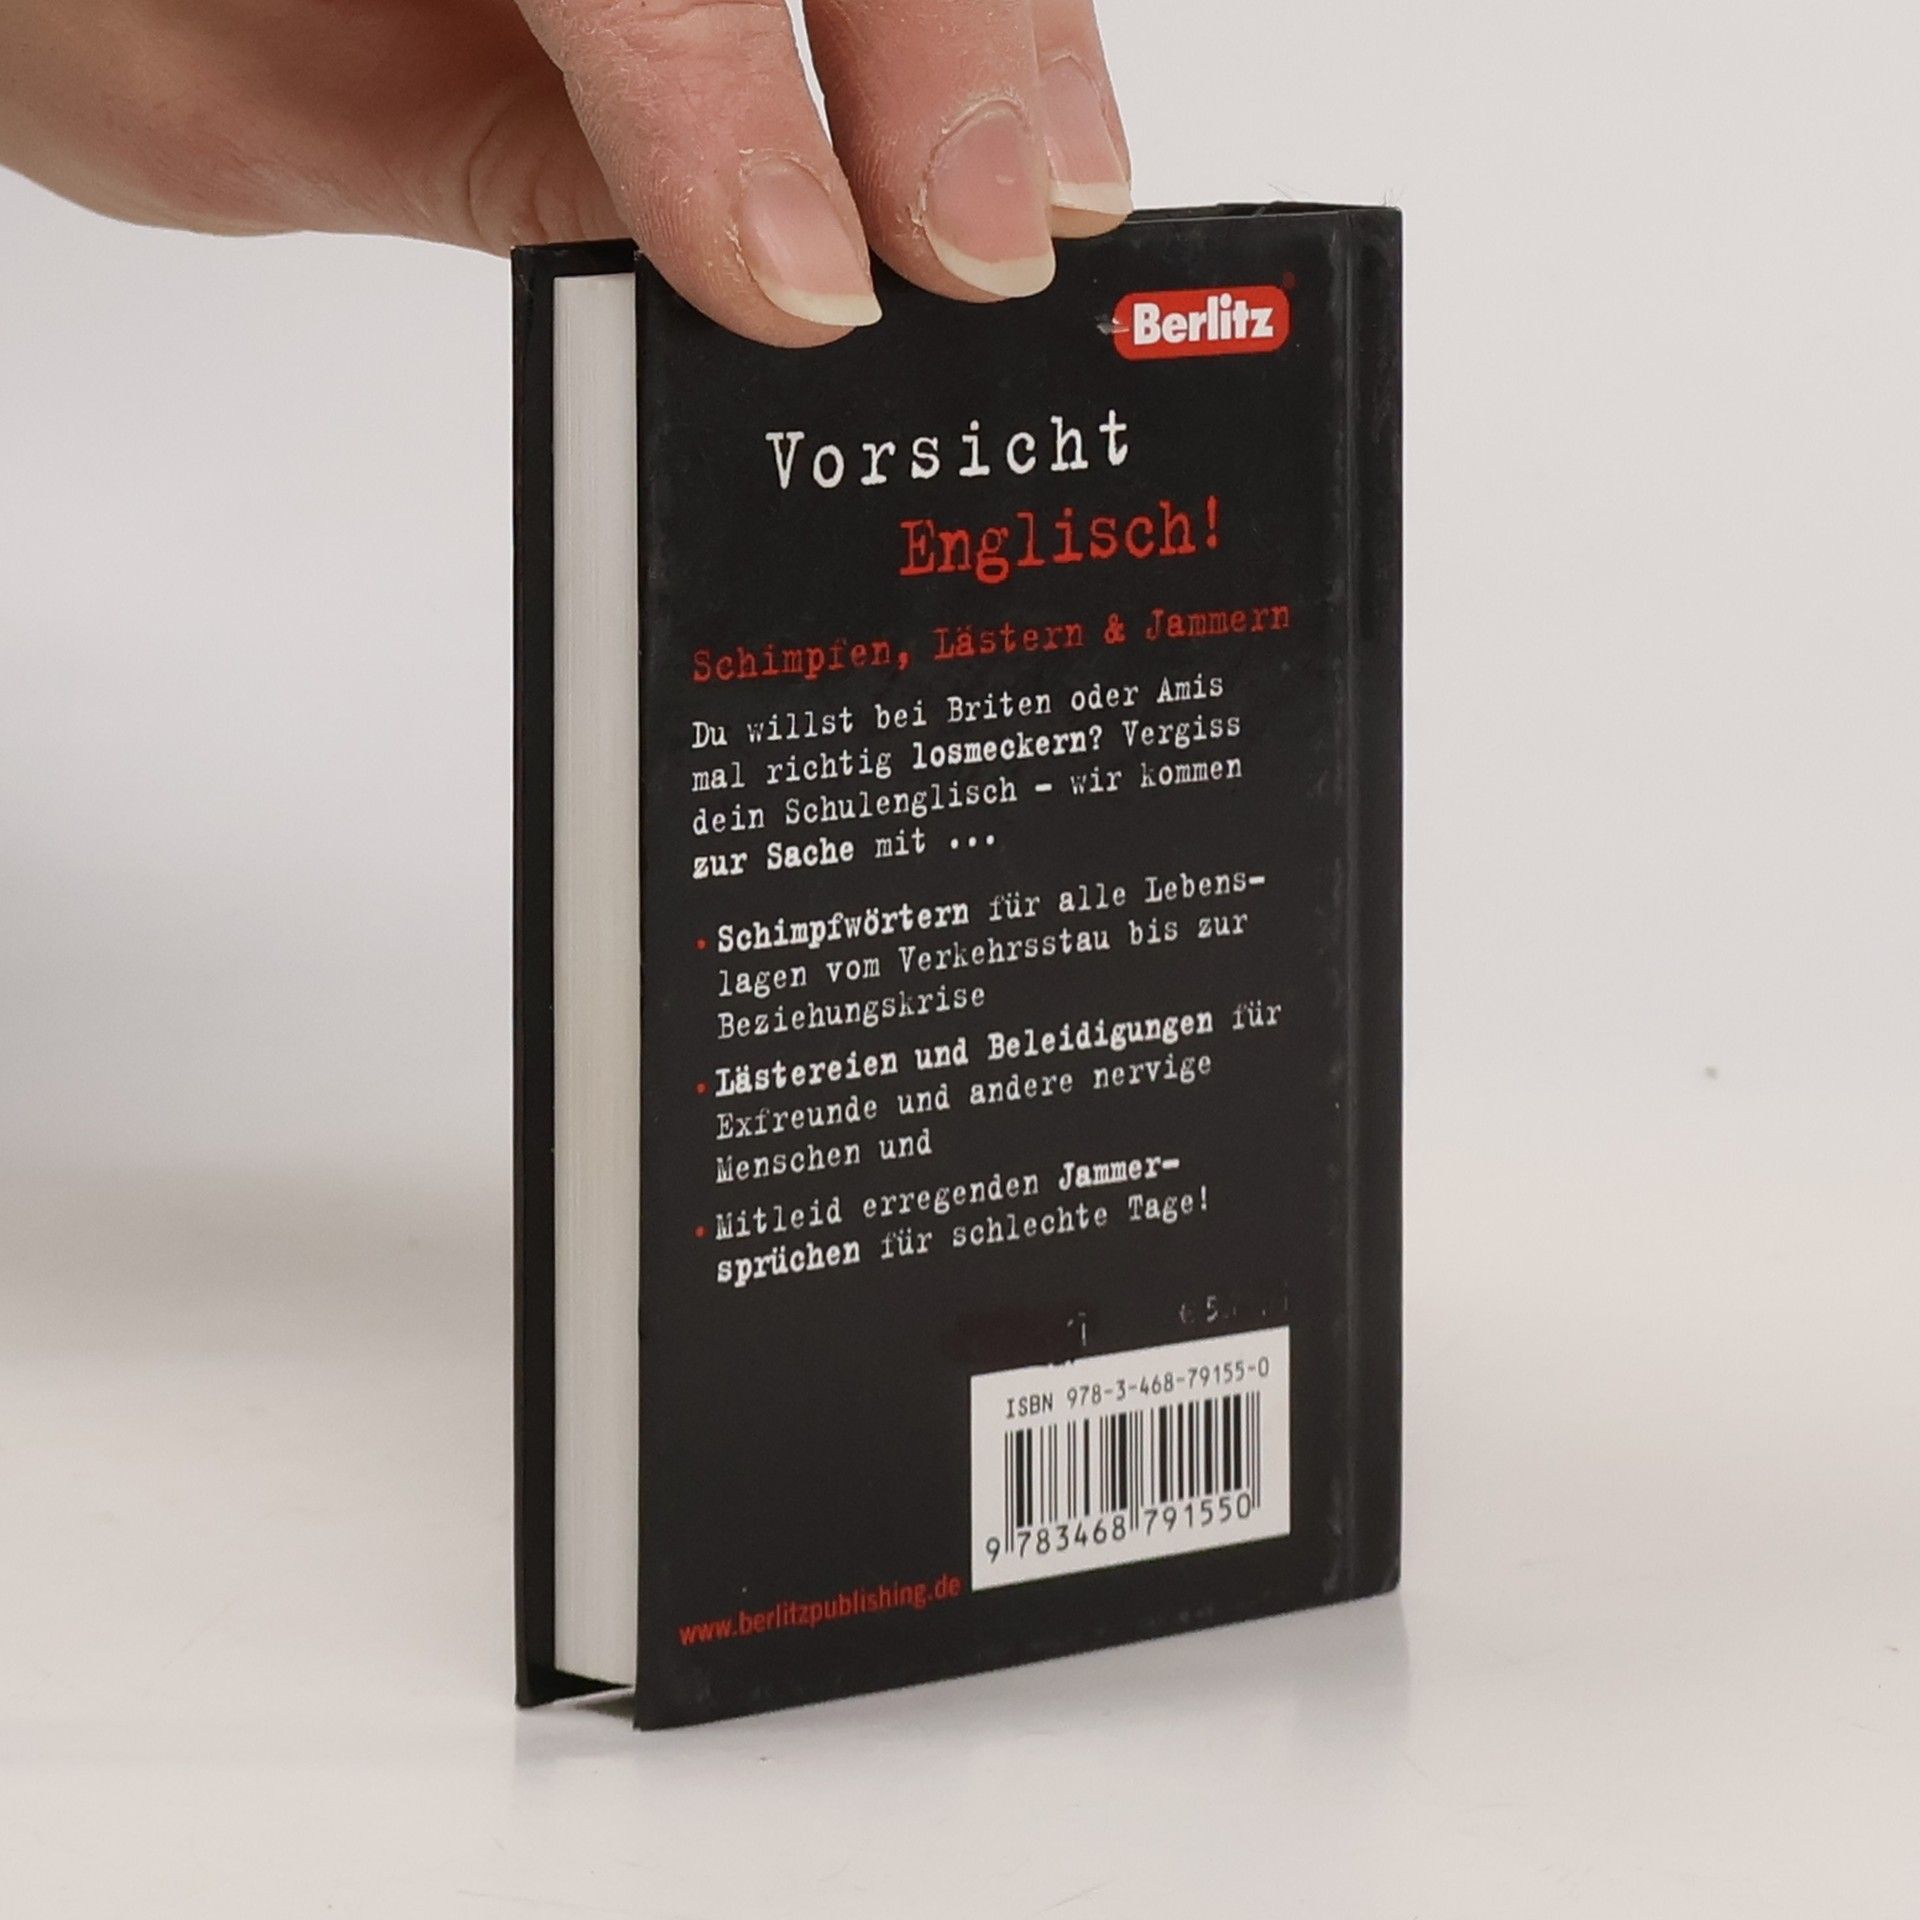 Berlitz
Vorsicht
Englisch!
Schimpfen, Lästern & Jammern
Du willst bei Briten oder Amis
mal richtig losmeckern? Vergiss
dein Schulenglisch – wir kommen
zur Sache mit ...
• Schimpfwörtern für alle Lebens-
lagen vom Verkehrsstau bis zur
Beziehungskrise
• Lästereien und Beleidigungen für
Exfreunde und andere nervige
Menschen und
• Mitleid erregenden Jammer-
sprüchen für schlechte Tage!
ISBN 978-3-468-79155-0
9 783468 791550
www.berlitzpublishing.de